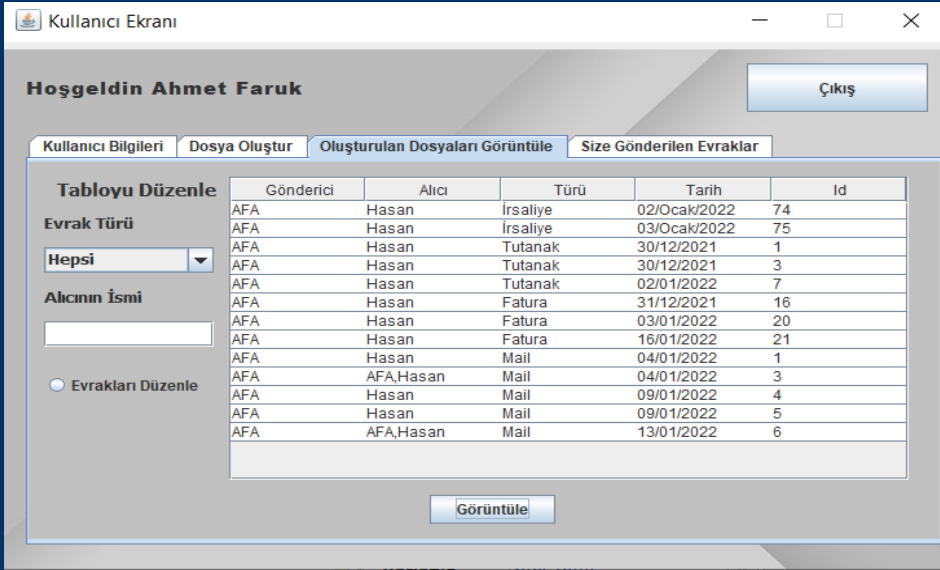 Kullanıcı Ekranı
Hoşgeldin Ahmet Faruk
Çıkış
Kullanıcı Bilgileri Dosya Oluştur Oluşturulan Dosyaları Görüntüle Size Gönderilen Evraklar
Tabloyu Düzenle
Evrak Türü
Hepsi
Alıcının İsmi
Evrakları Düzenle
Gönderici Alıcı Türü Tarih Id
AFA Hasan İrsaliye 02/Ocak/2022 74
AFA Hasan İrsaliye 03/Ocak/2022 75
AFA Hasan Tutanak 30/12/2021 1
AFA Hasan Tutanak 30/12/2021 3
AFA Hasan Tutanak 02/01/2022 7
AFA Hasan Fatura 31/12/2021 16
AFA Hasan Fatura 03/01/2022 20
AFA Hasan Fatura 16/01/2022 21
AFA Hasan Mail 04/01/2022 1
AFA AFA,Hasan Mail 04/01/2022 3
AFA Hasan Mail 09/01/2022 4
AFA Hasan Mail 09/01/2022 5
AFA AFA,Hasan Mail 13/01/2022 6
Görüntüle